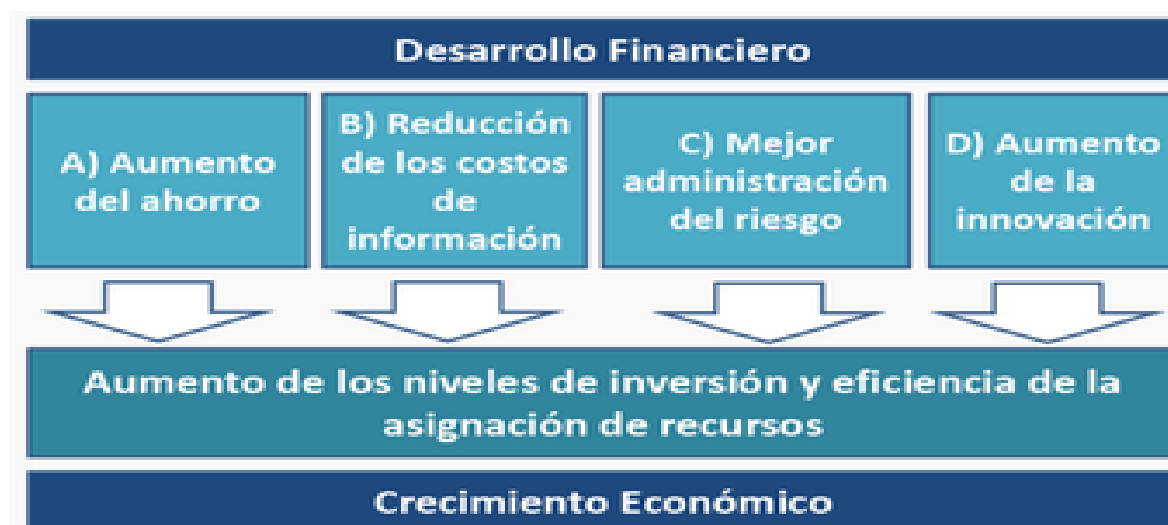 Desarrollo Financiero
A) Aumento
del ahorro
B) Reducción
de los costos
de
información
C) Mejor
administración
del riesgo
D) Aumento
de la
innovación
Aumento de los niveles de inversión y eficiencia de la
asignación de recursos
Crecimiento Económico